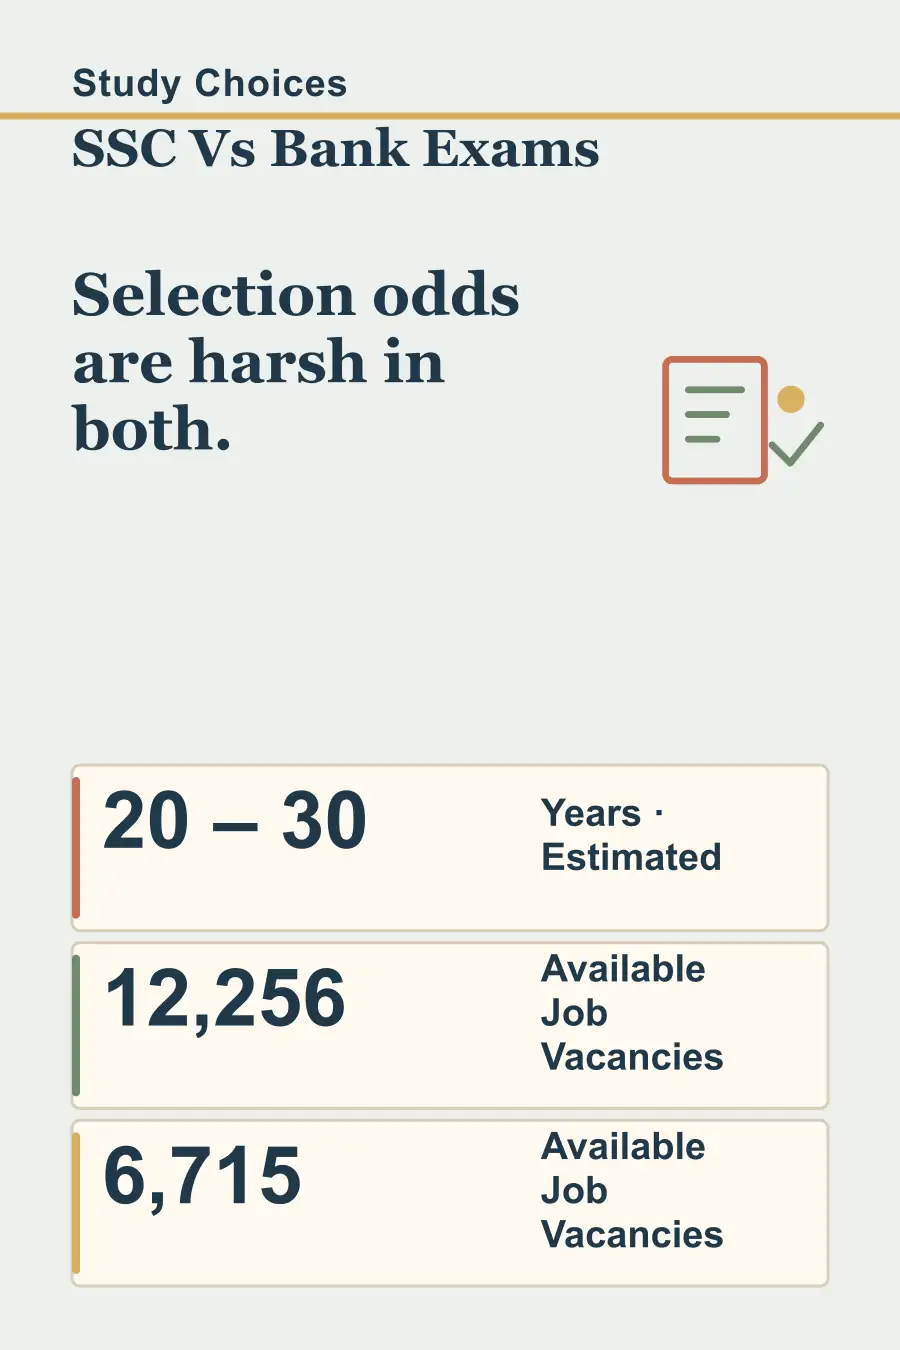 Study Choices
SSC Vs Bank Exams
Selection odds
are harsh in
both.
20 – 30
Years ·
Estimated
12,256
Available
Job
Vacancies
6,715
Available
Job
Vacancies